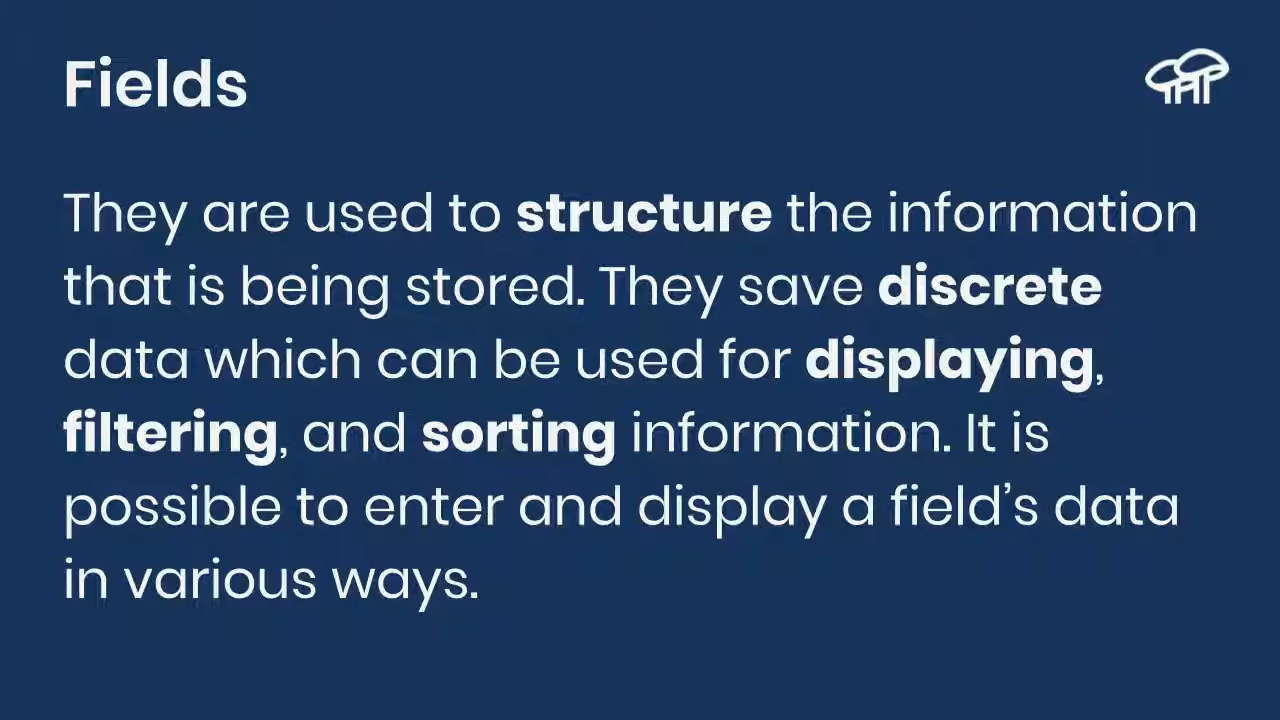 Fields
They are used to structure the information
that is being stored. They save discrete
data which can be used for displaying,
filtering, and sorting information. It is
possible to enter and display a field’s data
in various ways.